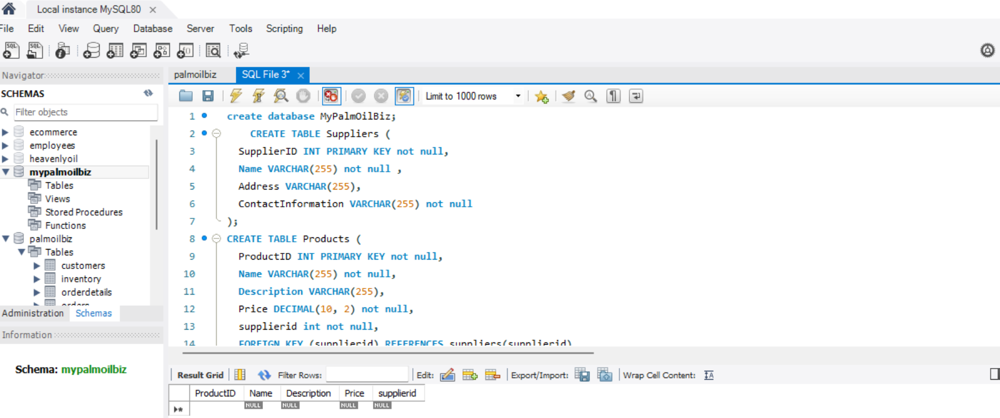 Local instance MySQL80
File Edit View Query Database Server Tools Scripting Help
Navigator
SCHEMAS
Filter objects
ecommerce
employees
heavenlyoil
mypalmoilbiz
Tables
Views
Stored Procedures
Functions
palmoilbiz
Tables
customers
inventory
orderdetails
orders
Administration Schemas
Information
Schema: mypalmoilbiz
palmoilbiz SQL File 3*
Limit to 1000 rows
1 create database MyPalmOilBiz;
2 CREATE TABLE Suppliers (
3 SupplierID INT PRIMARY KEY not null,
4 Name VARCHAR(255) not null ,
5 Address VARCHAR(255),
6 ContactInformation VARCHAR(255) not null
7 );
8 CREATE TABLE Products (
9 ProductID INT PRIMARY KEY not null,
10 Name VARCHAR(255) not null,
11 Description VARCHAR(255),
12 Price DECIMAL(10, 2) not null,
13 supplierid int not null,
14 FOREIGN KEY (supplierid) REFERENCES suppliers(supplierid)
Result Grid Filter Rows: Edit: Export/Import: Wrap Cell Content:
ProductID Name Description Price supplierid
NULL NULL NULL NULL